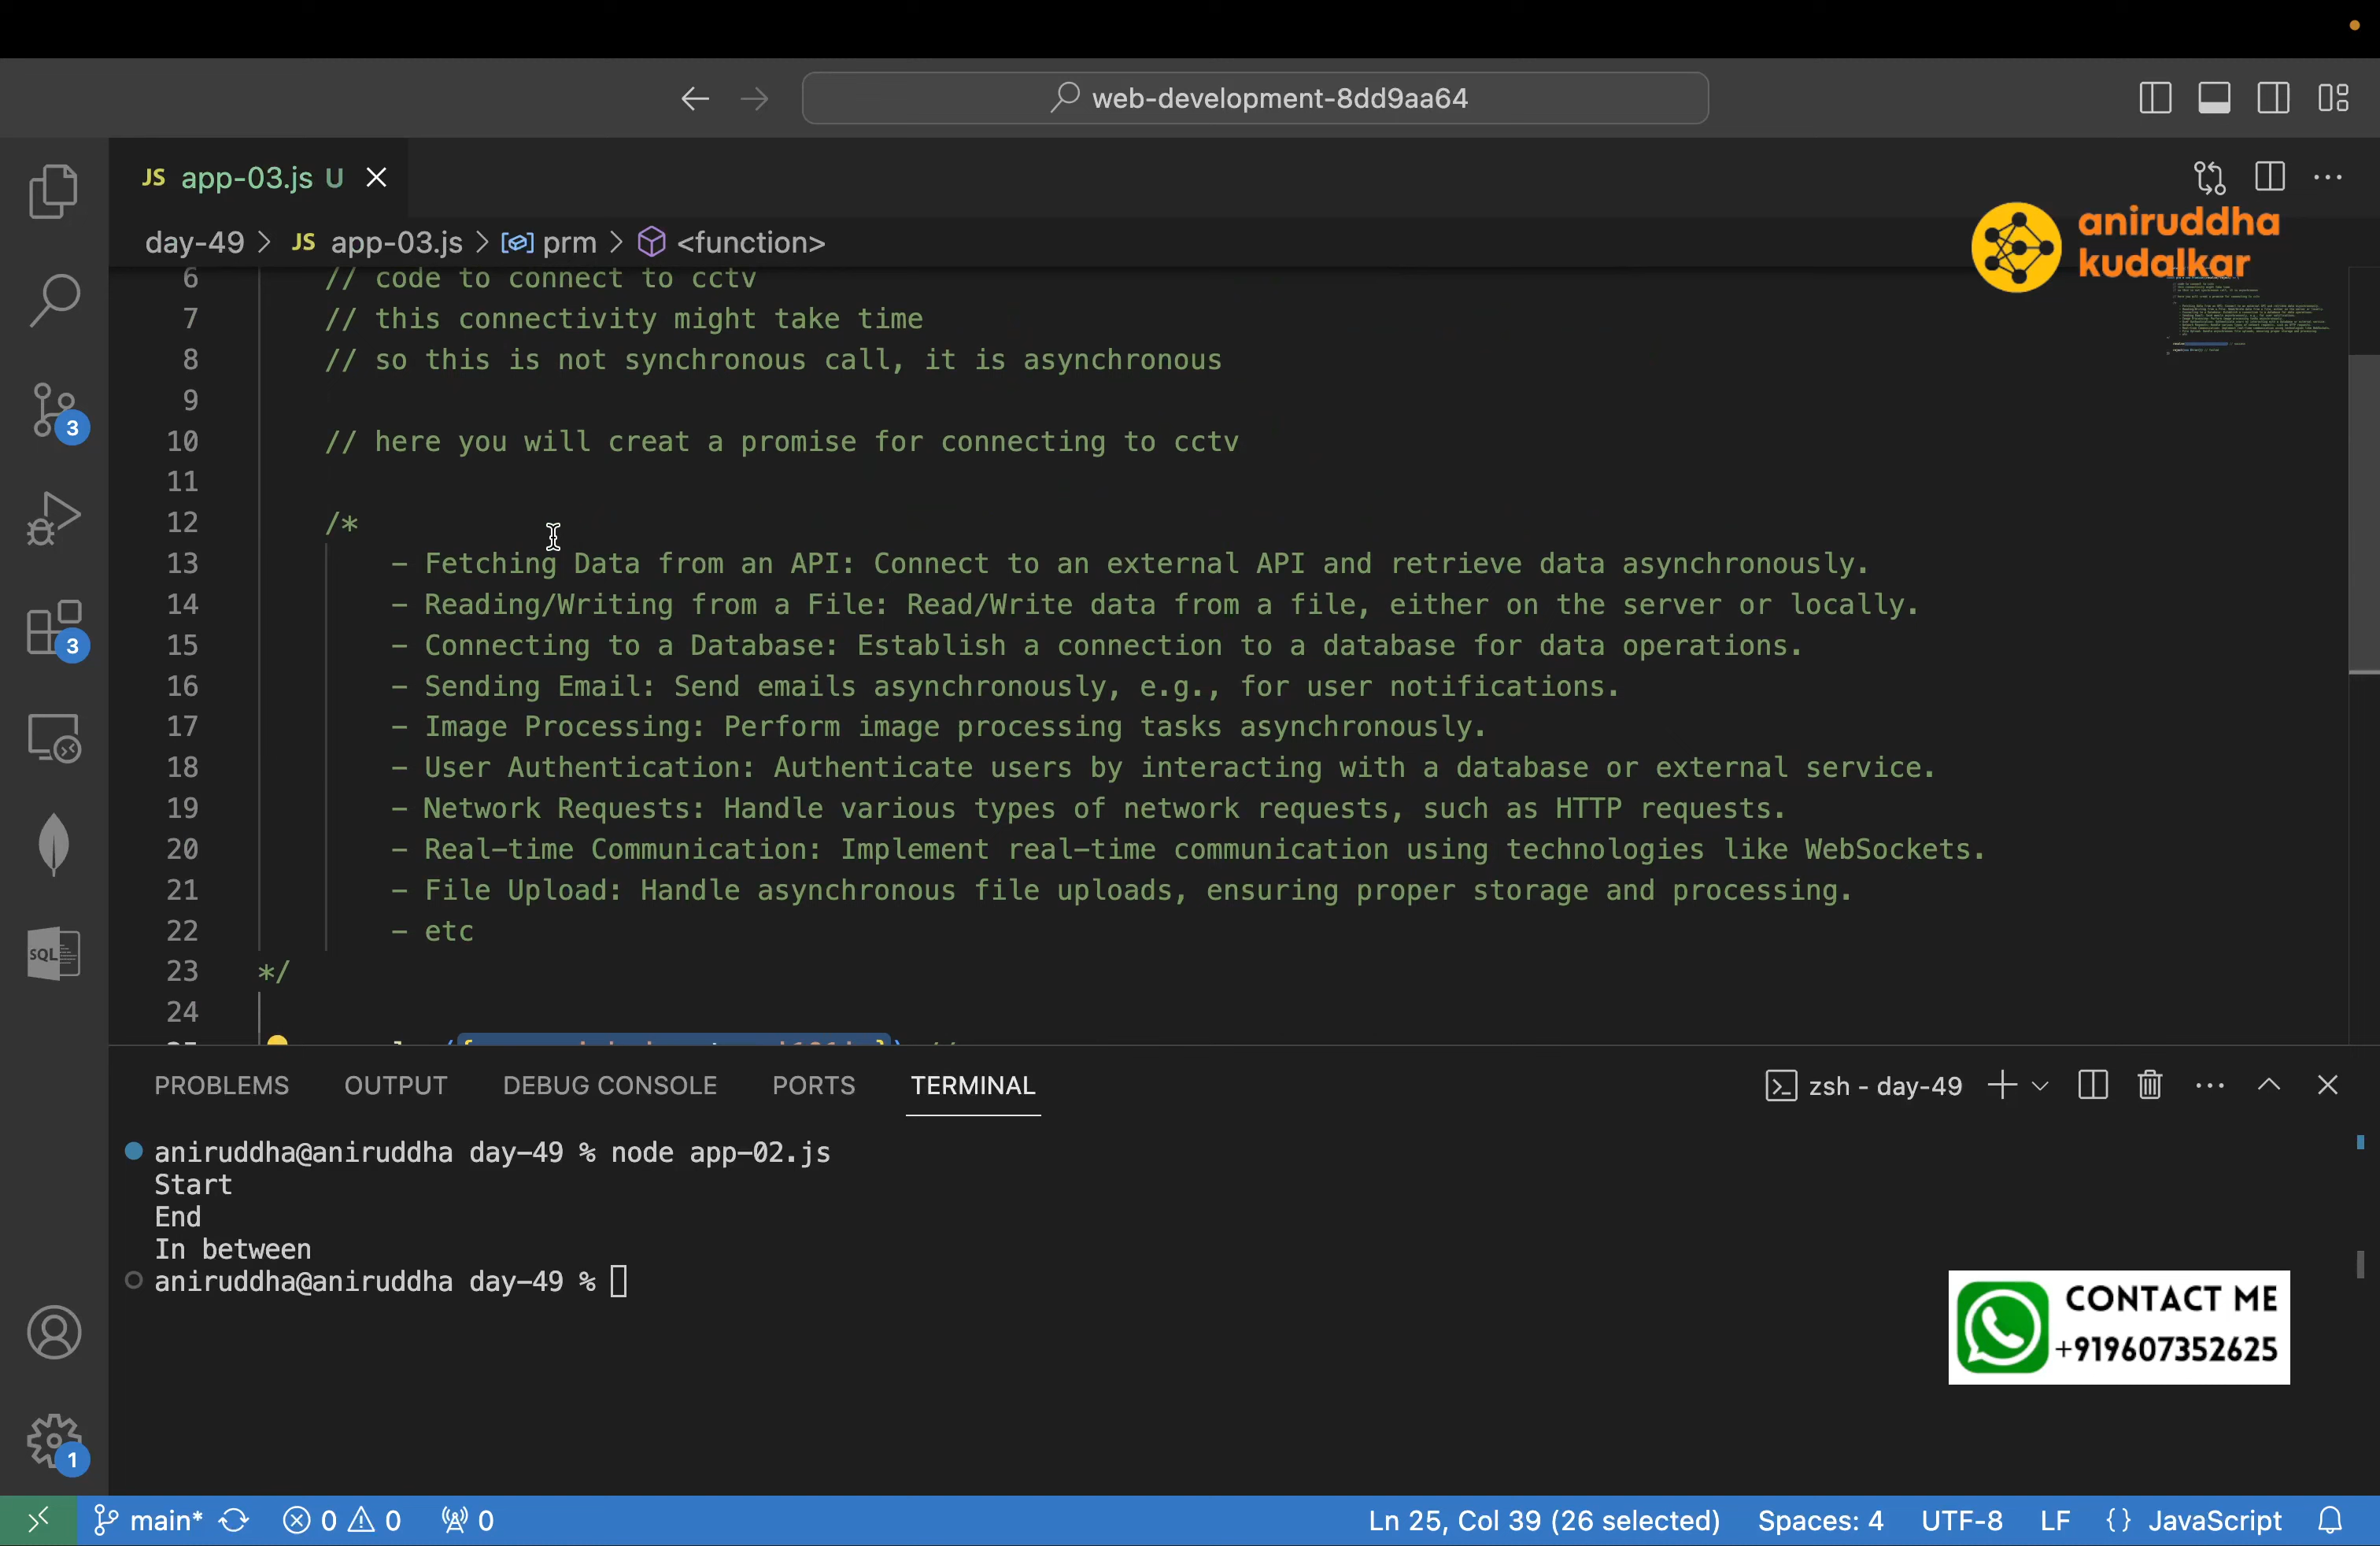 web-development-8dd9aa64
JS app-03.js U
aniruddha
kudalkar
day-49 > JS app-03.js > prm > <function>
6 // code to connect to cctv
7 // this connectivity might take time
8 // so this is not synchronous call, it is asynchronous
9
10 // here you will creat a promise for connecting to cctv
11
12 /*
13 - Fetching Data from an API: Connect to an external API and retrieve data asynchronously.
14 - Reading/Writing from a File: Read/Write data from a file, either on the server or locally.
15 - Connecting to a Database: Establish a connection to a database for data operations.
16 - Sending Email: Send emails asynchronously, e.g., for user notifications.
17 - Image Processing: Perform image processing tasks asynchronously.
18 - User Authentication: Authenticate users by interacting with a database or external service.
19 - Network Requests: Handle various types of network requests, such as HTTP requests.
20 - Real-time Communication: Implement real-time communication using technologies like WebSockets.
21 - File Upload: Handle asynchronous file uploads, ensuring proper storage and processing.
22 - etc
23 */
24
3
3
SQL
PROBLEMS OUTPUT DEBUG CONSOLE PORTS TERMINAL
zsh - day-49
aniruddha@aniruddha day-49 % node app-02.js
Start
End
In between
aniruddha@aniruddha day-49 %
CONTACT ME
+919607352625
1
main* 0 0 0 Ln 25, Col 39 (26 selected) Spaces: 4 UTF-8 LF {} JavaScript